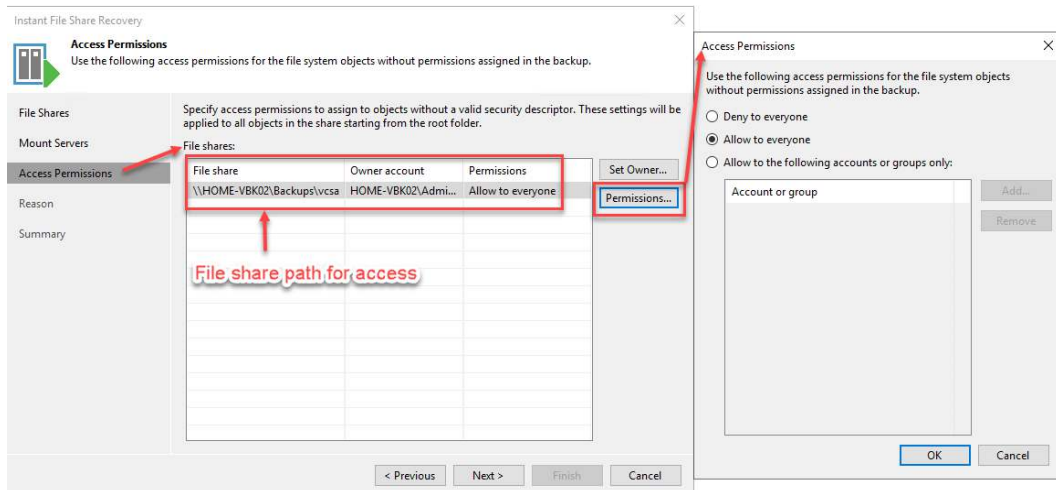 Instant File Share Recovery
Access Permissions
Use the following access permissions for the file system objects without permissions assigned in the backup.
File Shares
Mount Servers
Access Permissions
Reason
Summary
Specify access permissions to assign to objects without a valid security descriptor. These settings will be
applied to all objects in the share starting from the root folder.
File shares:
File share Owner account Permissions
\\HOME-VBK02\Backups\vcsa HOME-VBK02\Admi... Allow to everyone
Set Owner...
Permissions...
File share path for access
< Previous Next > Finish Cancel
Access Permissions
Use the following access permissions for the file system objects
without permissions assigned in the backup.
Deny to everyone
Allow to everyone
Allow to the following accounts or groups only:
Account or group
Add...
Remove
OK Cancel